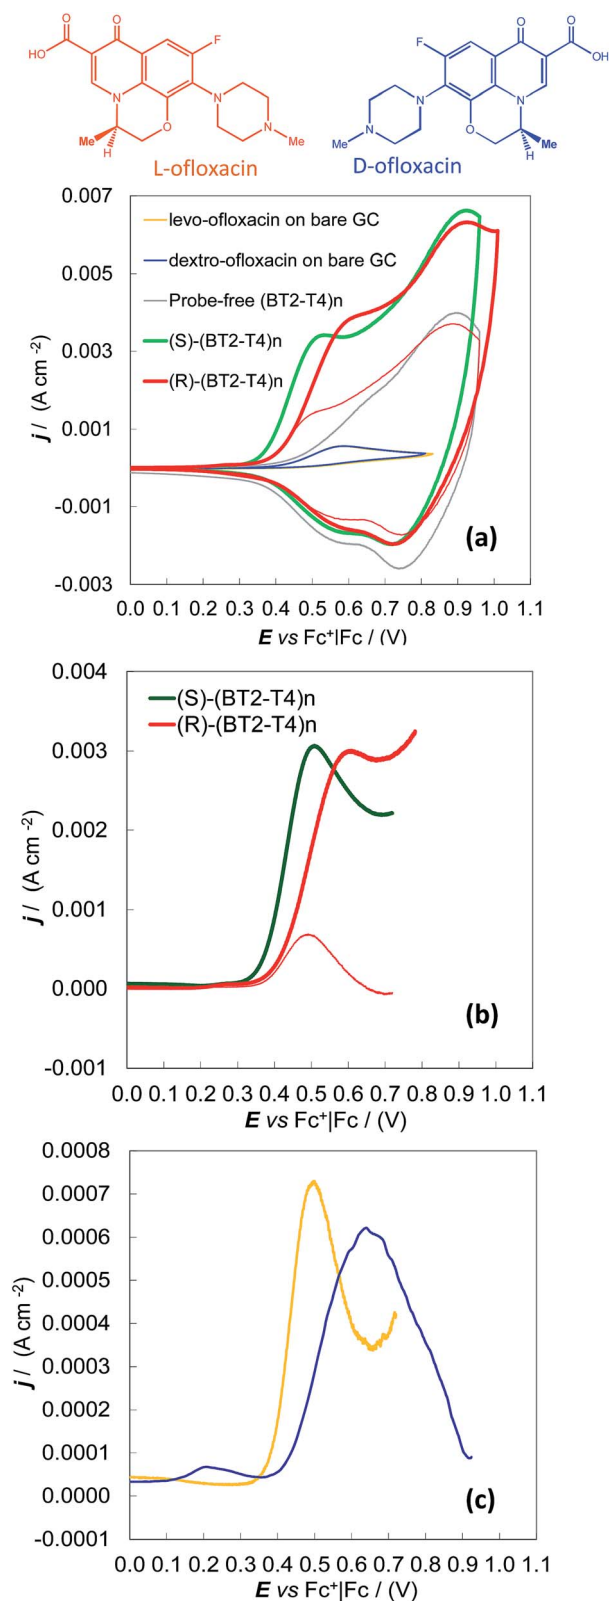 O
O
HO
F
N
N
O
N
Me
H
Me
L-ofloxacin
O
O
F
OH
N
N
N
O
Me
Me
H
D-ofloxacin
0.007
levo-ofloxacin on bare GC
dextro-ofloxacin on bare GC
0.005
Probe-free (BT2-T4)n
(S)-(BT2-T4)n
0.003
(R)-(BT2-T4)n
j / (A cm⁻²)
0.001
-0.001
(a)
-0.003
0.0 0.1 0.2 0.3 0.4 0.5 0.6 0.7 0.8 0.9 1.0 1.1
E vs Fc⁺|Fc / (V)
0.004
(S)-(BT2-T4)n
(R)-(BT2-T4)n
0.003
j / (A cm⁻²)
0.002
0.001
0.000
(b)
-0.001
0.0 0.1 0.2 0.3 0.4 0.5 0.6 0.7 0.8 0.9 1.0 1.1
E vs Fc⁺|Fc / (V)
0.0008
0.0007
0.0006
0.0005
j / (A cm⁻²)
0.0004
0.0003
0.0002
0.0001
0.0000
(c)
-0.0001
0.0 0.1 0.2 0.3 0.4 0.5 0.6 0.7 0.8 0.9 1.0 1.1
E vs Fc⁺|Fc / (V)